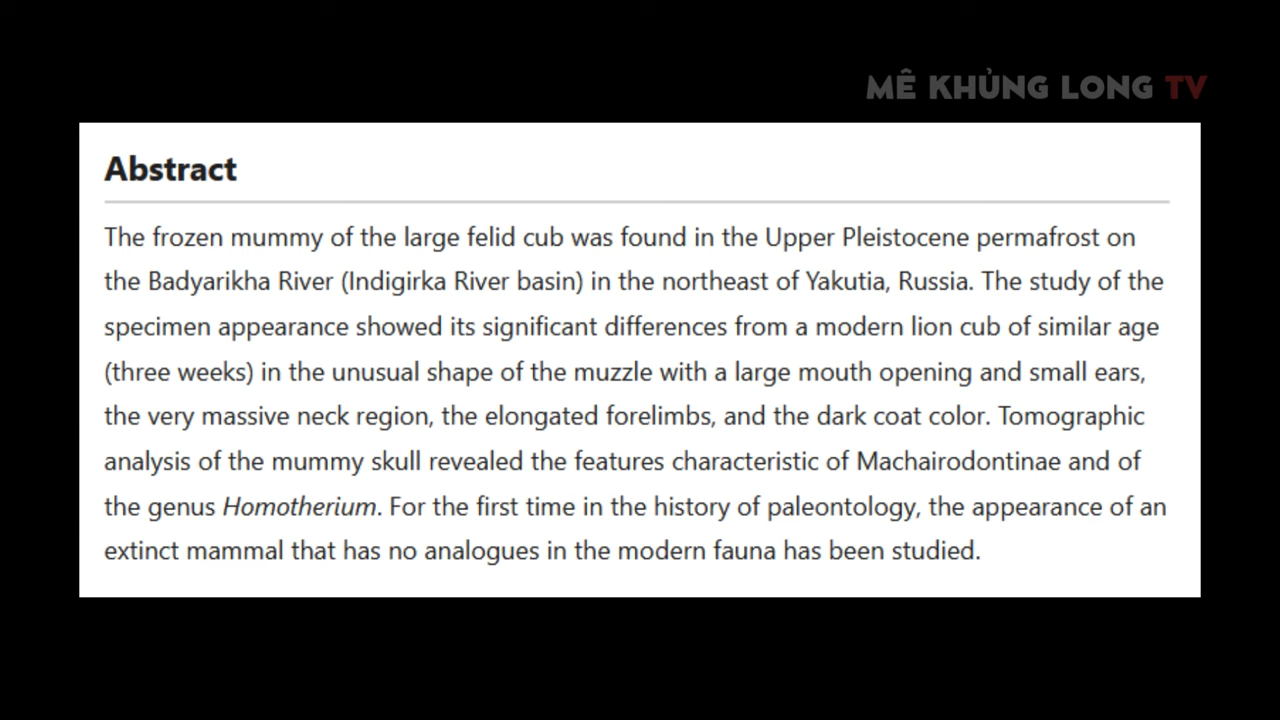 MÊ KHỦNG LONG TV
Abstract
The frozen mummy of the large felid cub was found in the Upper Pleistocene permafrost on
the Badyarikha River (Indigirka River basin) in the northeast of Yakutia, Russia. The study of the
specimen appearance showed its significant differences from a modern lion cub of similar age
(three weeks) in the unusual shape of the muzzle with a large mouth opening and small ears,
the very massive neck region, the elongated forelimbs, and the dark coat color. Tomographic
analysis of the mummy skull revealed the features characteristic of Machairodontinae and of
the genus Homotherium. For the first time in the history of paleontology, the appearance of an
extinct mammal that has no analogues in the modern fauna has been studied.